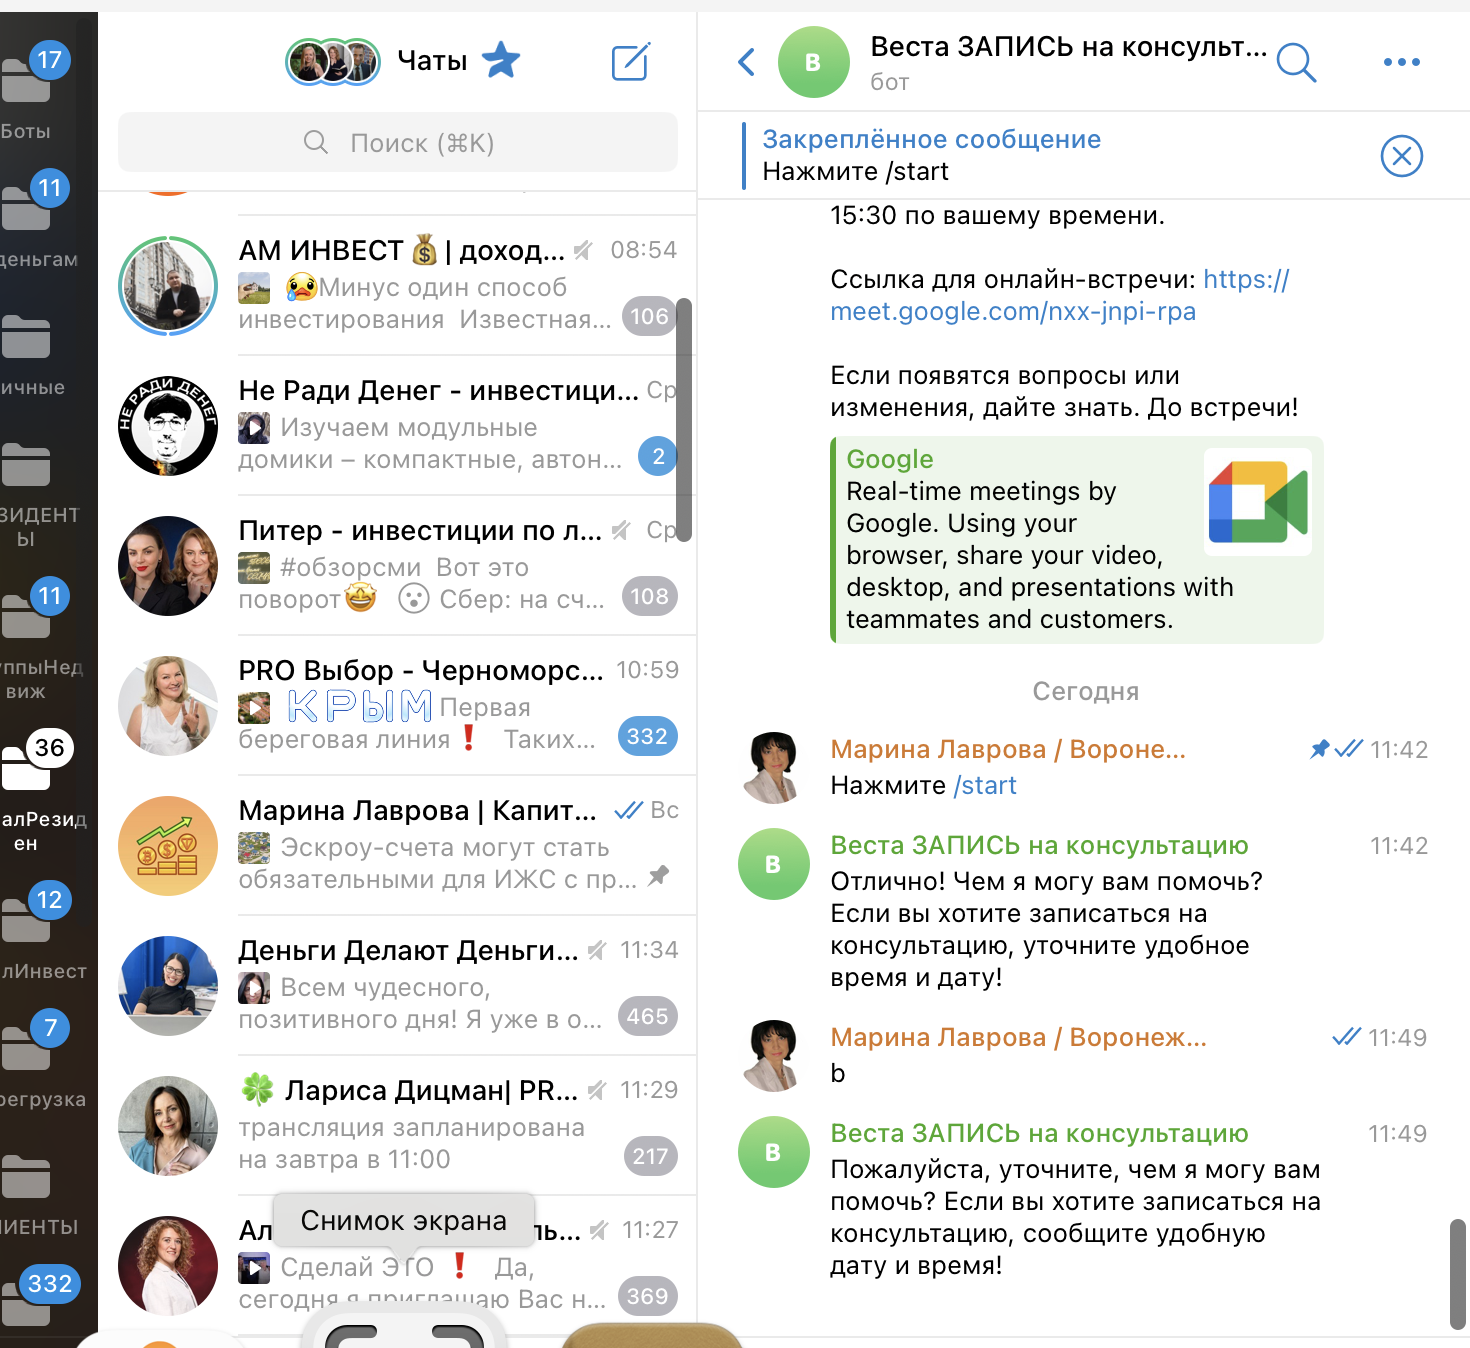 17
Боты
11
деньгам
ичные
ЗИДЕНТ
Ы
11
уппыНед
виж
36
алРезид
ен
12
лИнвест
7
регрузка
ИЕНТЫ
332
Чаты
Поиск (⌘K)
АМ ИНВЕСТ💰| доход... 08:54
😢Минус один способ
инвестирования Известная... 106
Не Ради Денег - инвестици... Ср
НЕ РАДИ ДЕНЕГ
Изучаем модульные
домики – компактные, автон... 2
Питер - инвестиции по л... Ср
#обзорсми Вот это
поворот🤩 😮 Сбер: на сч... 108
PRO Выбор - Черноморс... 10:59
КРЫМ Первая
береговая линия❗ Таких... 332
Марина Лаврова | Капит... Вс
Эскроу-счета могут стать
обязательными для ИЖС с пр...
Деньги Делают Деньги... 11:34
Всем чудесного,
позитивного дня! Я уже в о... 465
🍀 Лариса Дицман| PR... 11:29
трансляция запланирована
на завтра в 11:00 217
Ал
Снимок экрана
ль... 11:27
Сделай ЭТО❗ Да,
сегодня я приглашаю Вас н... 369
В
Веста ЗАПИСЬ на консульт...
бот
Закреплённое сообщение
Нажмите /start
15:30 по вашему времени.
Ссылка для онлайн-встречи: https://
meet.google.com/nxx-jnpi-rpa
Если появятся вопросы или
изменения, дайте знать. До встречи!
Google
Real-time meetings by
Google. Using your
browser, share your video,
desktop, and presentations with
teammates and customers.
Сегодня
Марина Лаврова / Вороне... 11:42
Нажмите /start
В
Веста ЗАПИСЬ на консультацию 11:42
Отлично! Чем я могу вам помочь?
Если вы хотите записаться на
консультацию, уточните удобное
время и дату!
Марина Лаврова / Воронеж... 11:49
b
В
Веста ЗАПИСЬ на консультацию 11:49
Пожалуйста, уточните, чем я могу вам
помочь? Если вы хотите записаться на
консультацию, сообщите удобную
дату и время!